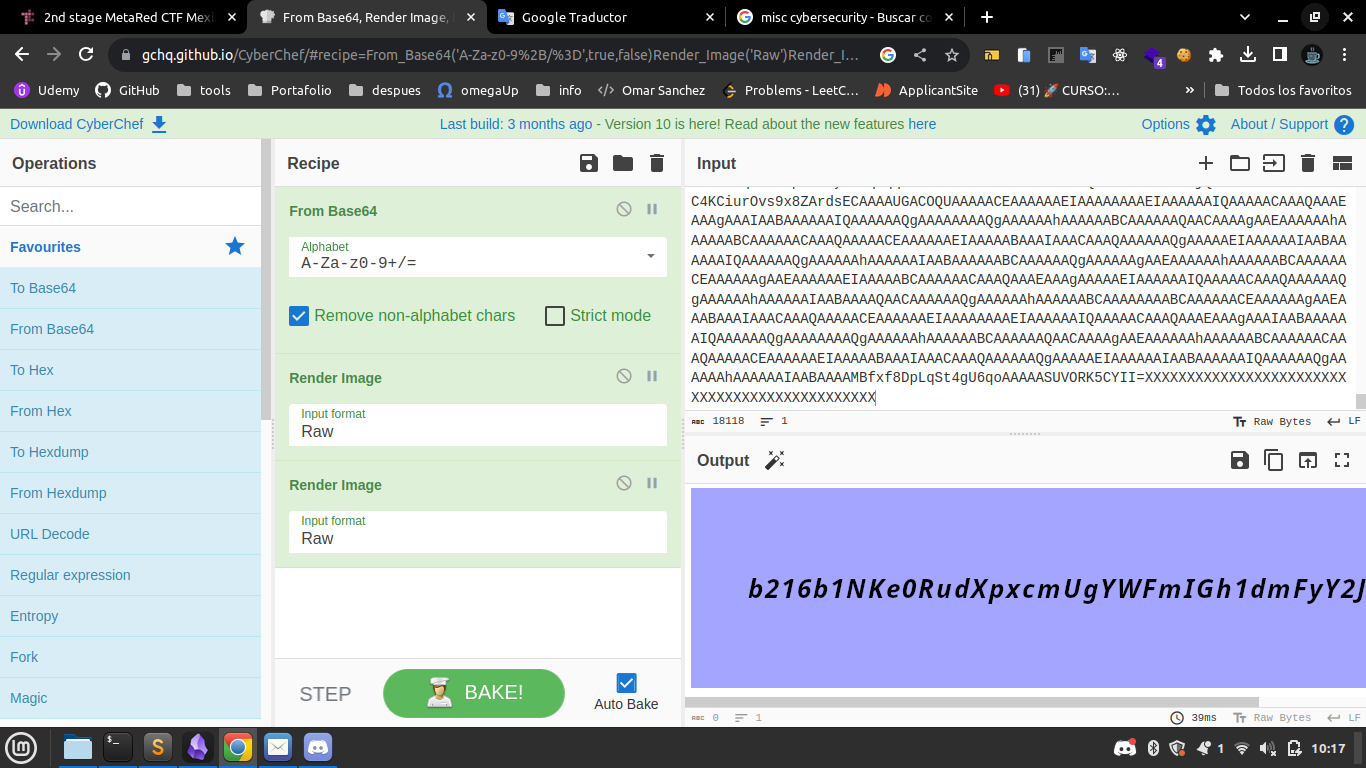 2nd stage MetaRed CTF Mexi
From Base64, Render Image,
Google Traductor
misc cybersecurity - Buscar co
gchq.github.io/CyberChef/#recipe=From_Base64('A-Za-z0-9%2B/%3D',true,false)Render_Image('Raw')Render_I…
4
Udemy
GitHub
tools
Portafolio
despues
omegaUp
info
Omar Sanchez
Problems - LeetC…
ApplicantSite
(31) 🚀 CURSO:…
»
Todos los favoritos
Download CyberChef
Last build: 3 months ago - Version 10 is here! Read about the new features here
Options
About / Support
Operations
Search...
Favourites
To Base64
From Base64
To Hex
From Hex
To Hexdump
From Hexdump
URL Decode
Regular expression
Entropy
Fork
Magic
Recipe
From Base64
Alphabet
A-Za-z0-9+/=
Remove non-alphabet chars
Strict mode
Render Image
Input format
Raw
Render Image
Input format
Raw
STEP
BAKE!
Auto Bake
Input
C4KCiurOvs9x8ZArdsECAAAAUGACOQUAAAAACEAAAAAAEIAAAAAAAEIAAAAAAIQAAAAACAAAQAAAE
gAAAAAAhAAAAAAIAABAAAAQAACAAAAAAQgAAAAAAhAAAAAABCAAAAAAAABCAAAAAACEAAAAAAgAAEA
AAAAhAAAAAAIAABAAAAMBfxf8DpLqSt4gU6qoAAAAASUVORK5CYII=XXXXXXXXXXXXXXXXXXXXXXXX
XXXXXXXXXXXXXXXXXXXXXX
18118
1
Raw Bytes
LF
Output
b216b1NKe0RudXpxcmUgYWFmIGh1dmFyY2J
0
1
39ms
Raw Bytes
LF
1
10:17